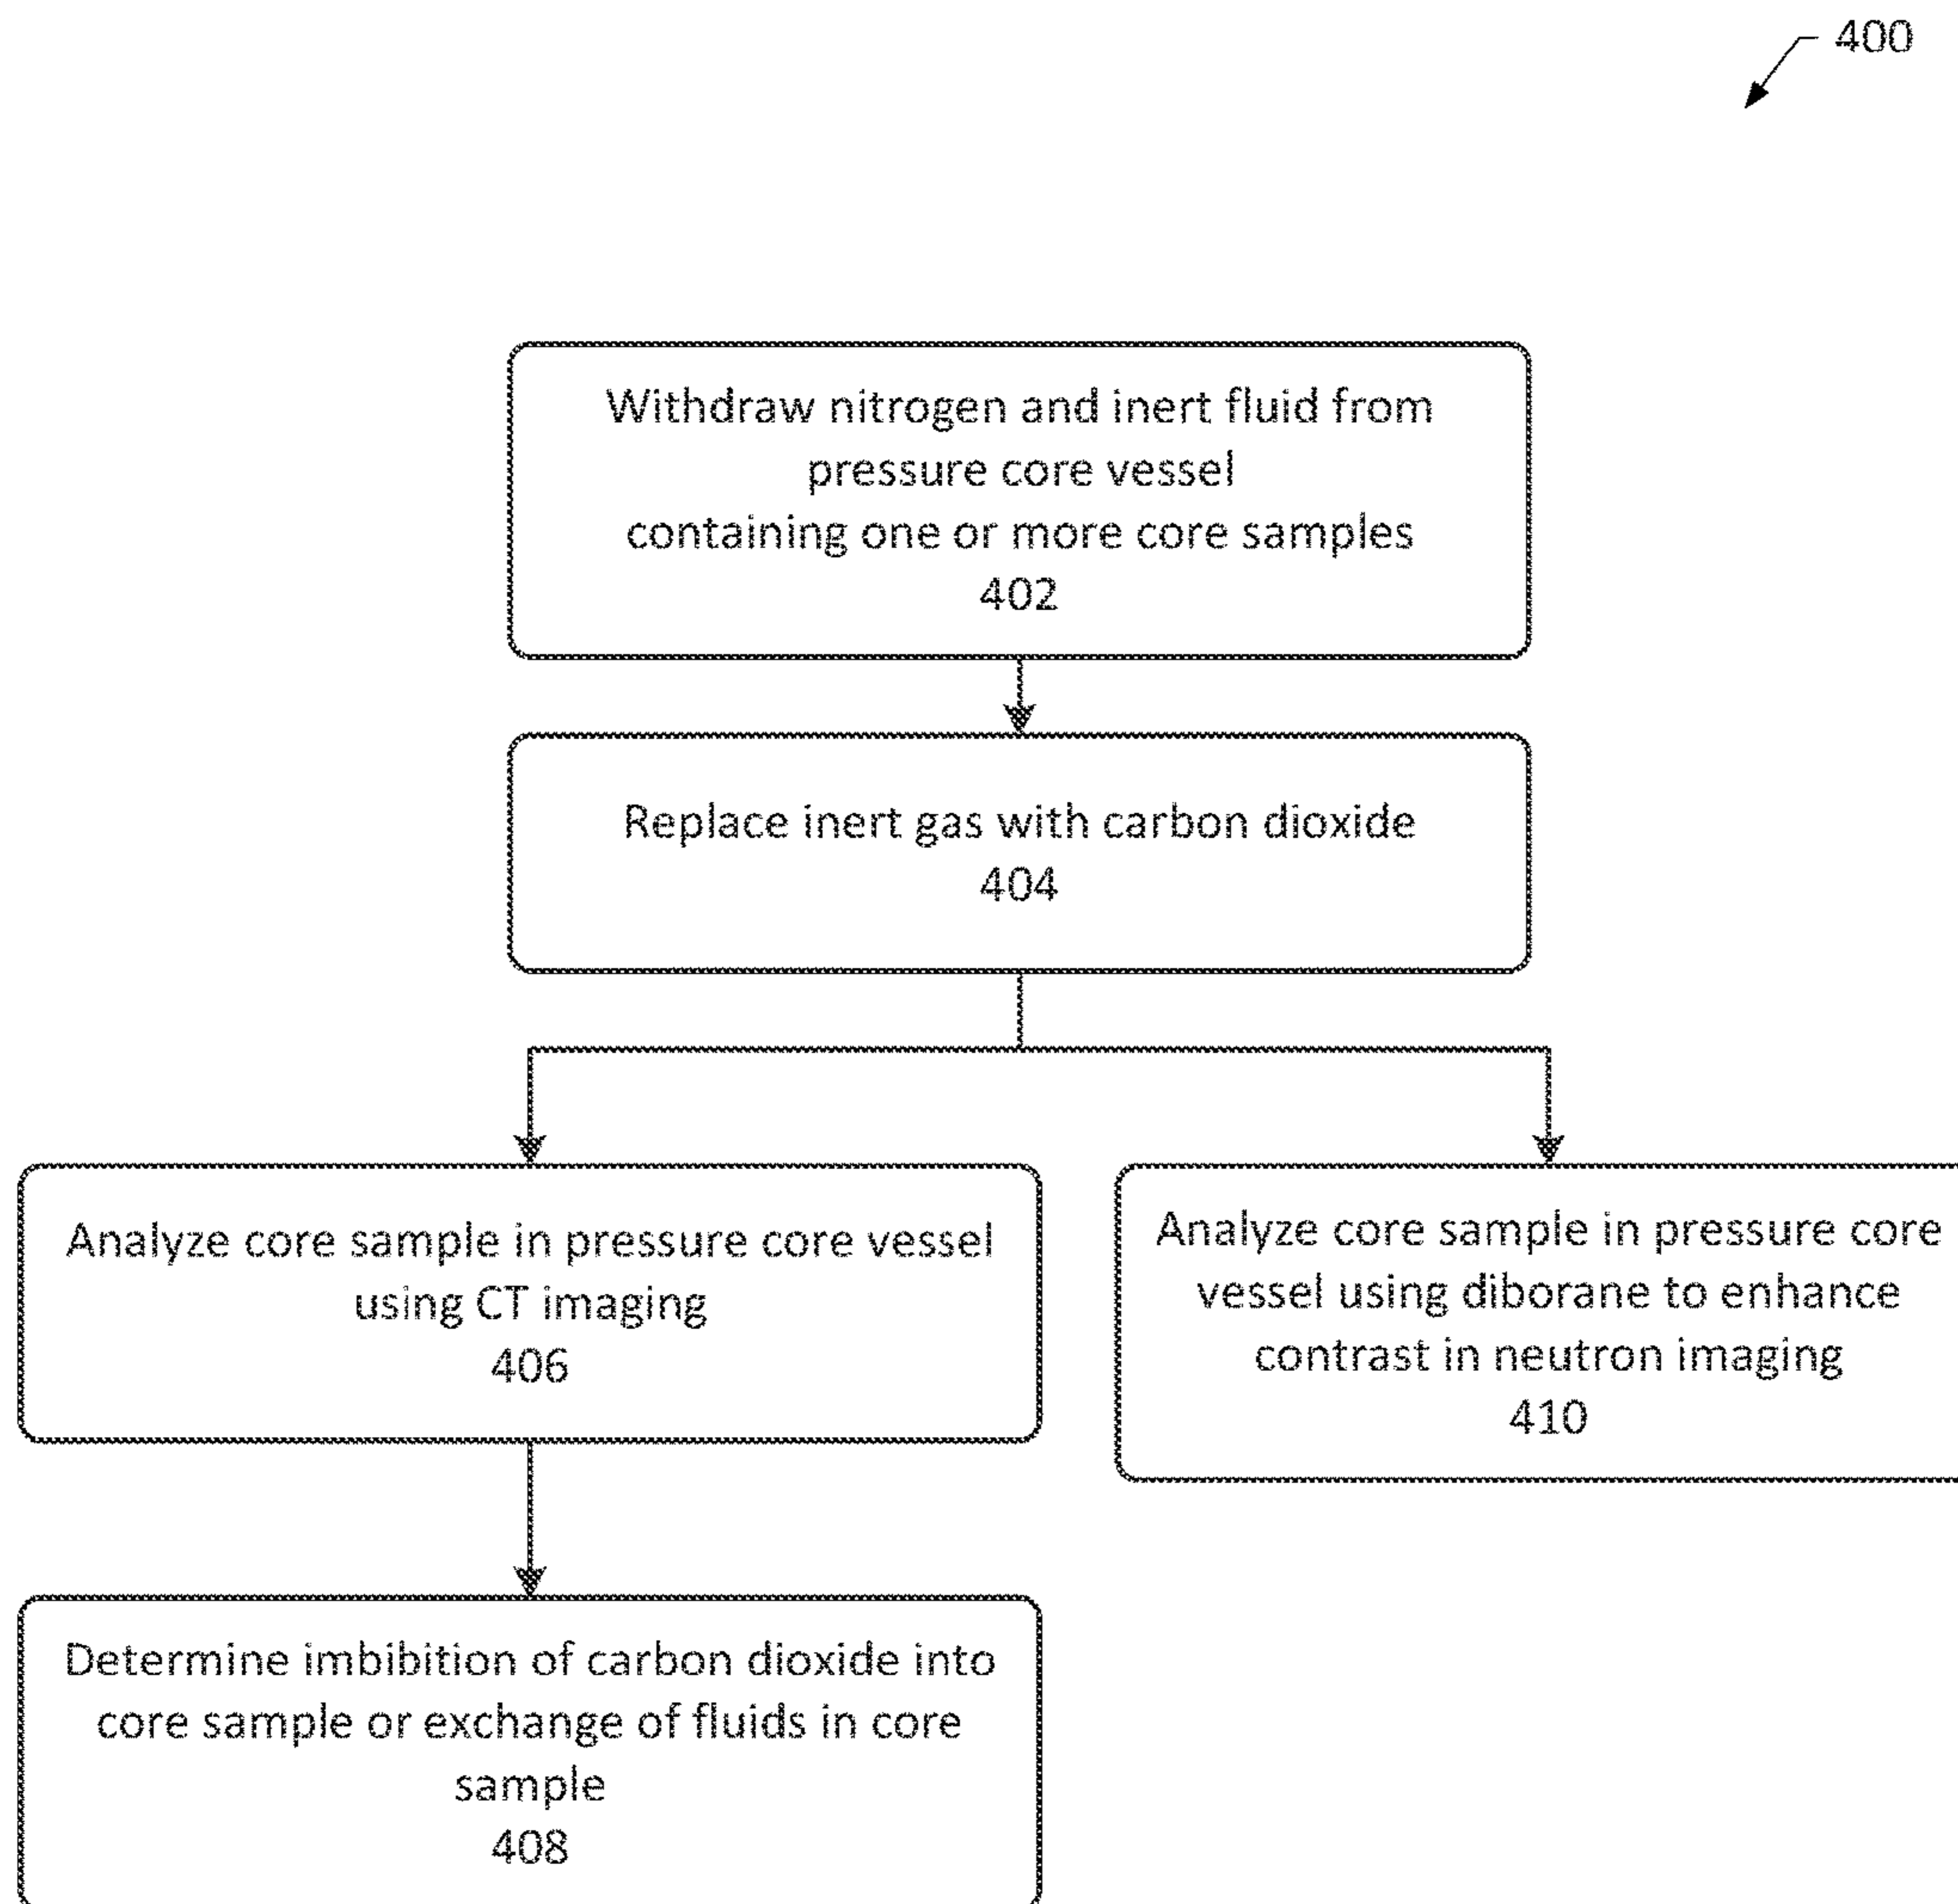 400
Withdraw nitrogen and inert fluid from
pressure core vessel
containing one or more core samples
402
Replace inert gas with carbon dioxide
404
Analyze core sample in pressure core vessel
using CT imaging
406
Analyze core sample in pressure core
vessel using diborane to enhance
contrast in neutron imaging
410
Determine imbibition of carbon dioxide into
core sample or exchange of fluids in core
sample
408